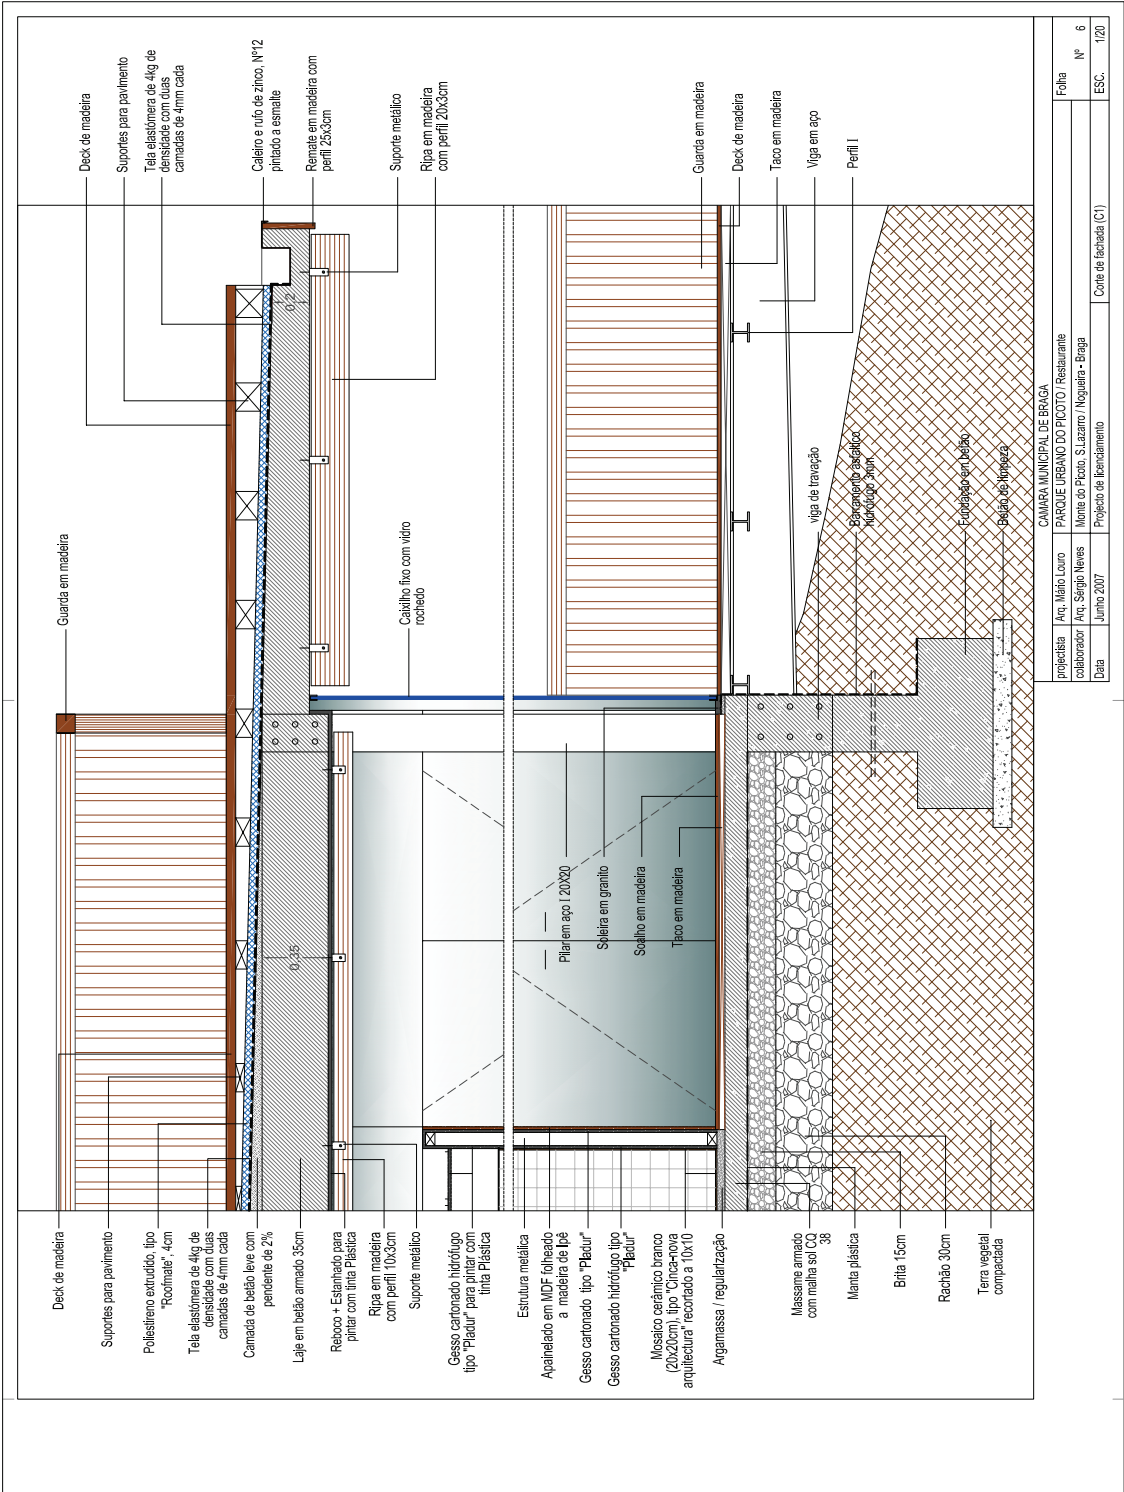 Deck de madeira
Suportes para pavimento
Poliestireno extrudido, tipo
"Roofmate", 4cm
Tela elastómera de 4kg de
densidade com duas
camadas de 4mm cada
Camada de betão leve com
pendente de 2%
Laje em betão armado 35cm
Reboco + Estanhado para
pintar com tinta Plástica
Ripa em madeira
com perfil 10x3cm
Suporte metálico
Gesso cartonado hidrófugo
tipo "Pladur" para pintar com
tinta Plástica
Estrutura metálica
Apainelado em MDF folheado
a madeira de Ipê
Gesso cartonado tipo "Pladur"
Gesso cartonado hidrófugo tipo
"Pladur"
Mosaico cerâmico branco
(20x20cm), tipo "Cinca-nova
arquitectura" recortado a 10x10
Argamassa / regularização
Massame armado
com malha sol CQ
38
Manta plástica
Brita 15cm
Rachão 30cm
Terra vegetal
compactada
Guarda em madeira
0.35
0.2
Caixilho fixo com vidro
rochedo
Pilar em aço I 20X20
Soleira em granito
Soalho em madeira
Taco em madeira
viga de travação
Barramento asfáltico
hidrófugo 3mm
Fundação em betão
Betão de limpeza
Deck de madeira
Suportes para pavimento
Tela elastómera de 4kg de
densidade com duas
camadas de 4mm cada
Caleiro e rufo de zinco, Nº12
pintado a esmalte
Remate em madeira com
perfil 25x3cm
Suporte metálico
Ripa em madeira
com perfil 20x3cm
Guarda em madeira
Deck de madeira
Taco em madeira
Viga em aço
Perfil I
CAMARA MUNICIPAL DE BRAGA
projectista Arq. Mário Louro PARQUE URBANO DO PICOTO / Restaurante Folha
colaborador Arq. Sérgio Neves Monte do Picoto, S.Lazarro / Nogueira - Braga Nº 6
Data Junho 2007 Projecto de licenciamento Corte de fachada (C1) ESC. 1/20